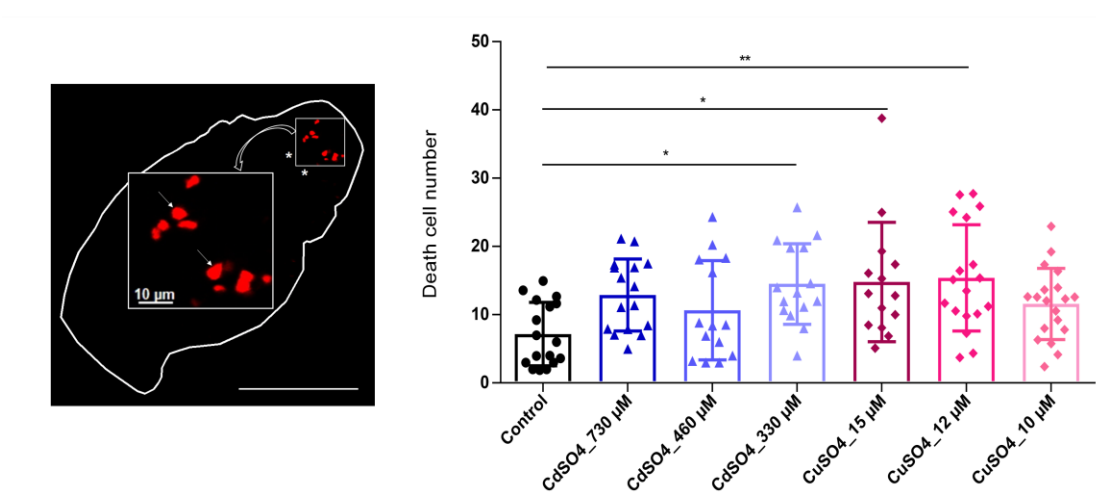 10 µm
*
*
Death cell number
50
40
30
20
10
0
**
*
*
Control
CdSO4_730 µM
CdSO4_460 µM
CdSO4_330 µM
CuSO4_15 µM
CuSO4_12 µM
CuSO4_10 µM